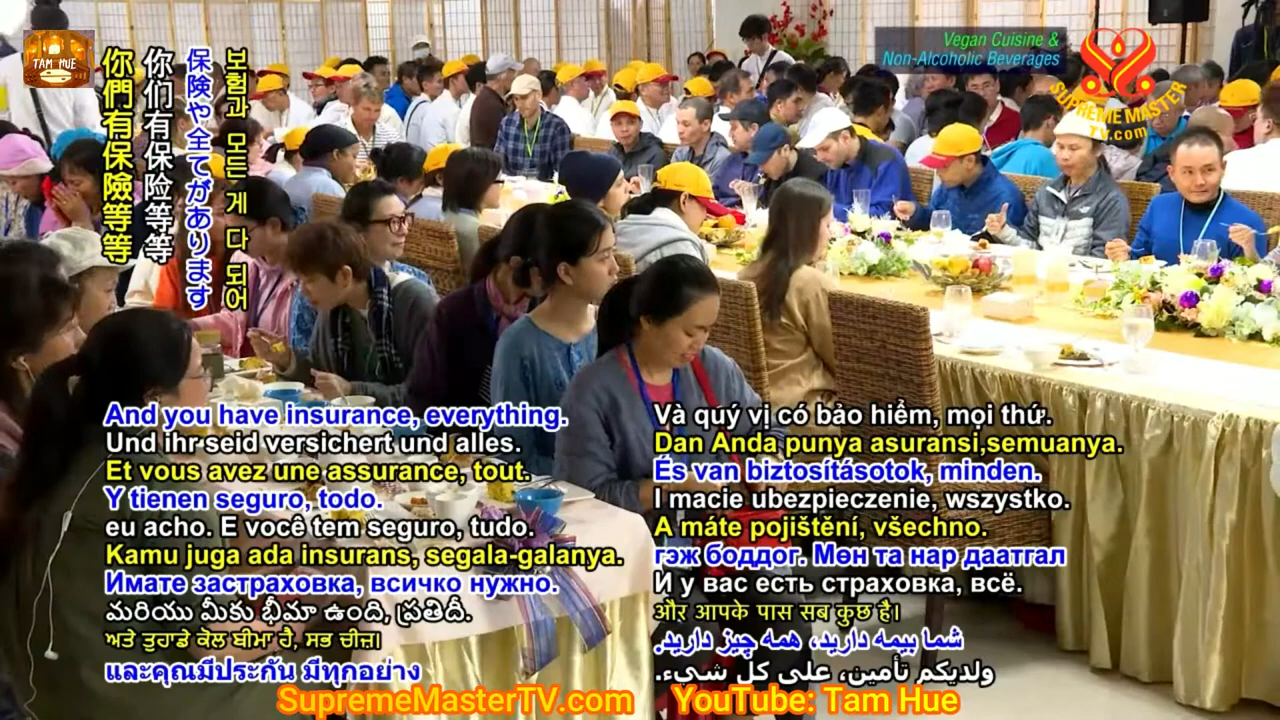 TAM HUE
Vegan Cuisine &
Non-Alcoholic Beverages
SUPREME MASTER
TV.com
보험과 모든 게 다 되어
保険や全てがあります
你们有保险等等
你們有保險等等
And you have insurance, everything.
Und ihr seid versichert und alles.
Et vous avez une assurance, tout.
Y tienen seguro, todo.
eu acho. E você tem seguro, tudo.
Kamu juga ada insurans, segala-galanya.
Имате застраховка, всичко нужно.
మరియు మీకు భీమా ఉంది, ప్రతిదీ.
ਅਤੇ ਤੁਹਾਡੇ ਕੋਲ ਬੀਮਾ ਹੈ, ਸਭ ਚੀਜ਼।
และคุณมีประกัน มีทุกอย่าง
Và quý vị có bảo hiểm, mọi thứ.
Dan Anda punya asuransi,semuanya.
És van biztosításotok, minden.
I macie ubezpieczenie, wszystko.
A máte pojištění, všechno.
гэж боддог. Мөн та нар даатгал
И у вас есть страховка, всё.
और आपके पास सब कुछ है।
شما بیمه دارید، همه چیز دارید.
ولديكم تأمين، على كل شيء.
SupremeMasterTV.com
YouTube: Tam Hue